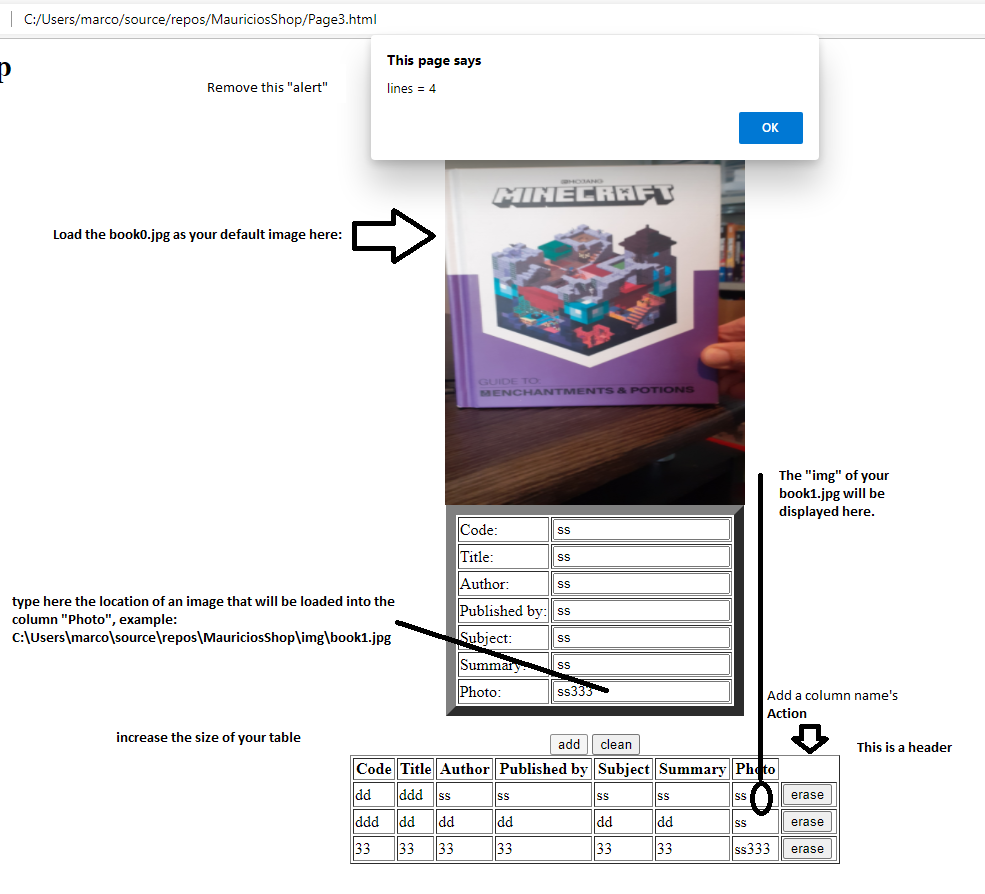 C:/Users/marco/source/repos/MauriciosShop/Page3.html
p
Remove this "alert"
This page says
lines = 4
OK
MOJANG
MINECRAFT
Load the book0.jpg as your default image here:
GUIDE TO:
ENCHANTMENTS & POTIONS
The "img" of your
book1.jpg will be
displayed here.
Code: ss
Title: ss
Author: ss
Published by: ss
Subject: ss
Summary: ss
Photo: ss333
type here the location of an image that will be loaded into the
column "Photo", example:
C:\Users\marco\source\repos\MauriciosShop\img\book1.jpg
Add a column name's
Action
This is a header
increase the size of your table
add clean
Code Title Author Published by Subject Summary Photo
dd ddd ss ss ss ss ss erase
ddd dd dd dd dd dd ss erase
33 33 33 33 33 33 ss333 erase